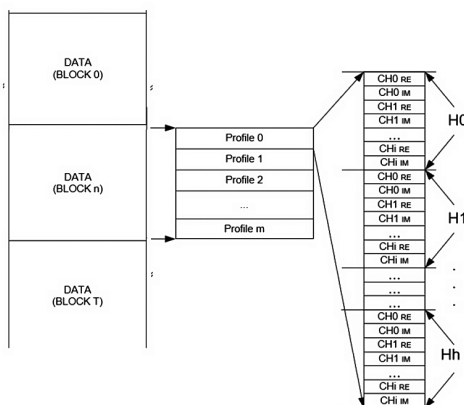 DATA
(BLOCK 0)
DATA
(BLOCK n)
DATA
(BLOCK T)
Profile 0
Profile 1
Profile 2
...
Profile m
CH0 RE
CH0 IM
CH1 RE
CH1 IM
...
CHi RE
CHi IM
H0
CH0 RE
CH0 IM
CH1 RE
CH1 IM
...
CHi RE
CHi IM
H1
...
...
...
CH0 RE
CH0 IM
CH1 RE
CH1 IM
...
CHi RE
CHi IM
Hh